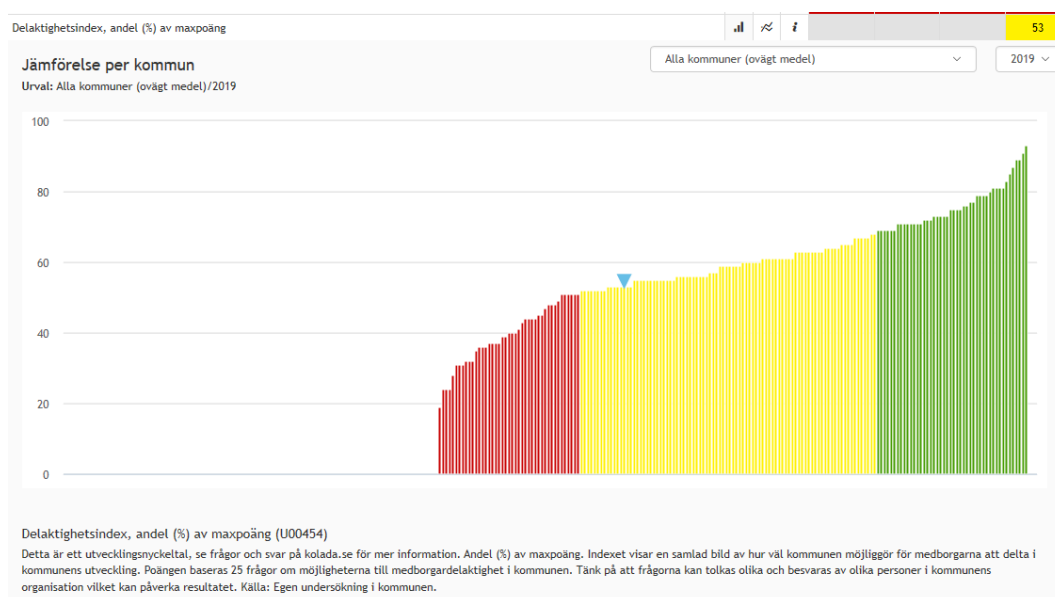 Delaktighetsindex, andel (%) av maxpoäng
i
53
Jämförelse per kommun
Alla kommuner (ovägt medel)
2019
Urval: Alla kommuner (ovägt medel)/2019
100
80
60
40
20
0
Delaktighetsindex, andel (%) av maxpoäng (U00454)
Detta är ett utvecklingsnyckeltal, se frågor och svar på kolada.se för mer information. Andel (%) av maxpoäng. Indexet visar en samlad bild av hur väl kommunen möjliggör för medborgarna att delta i
kommunens utveckling. Poängen baseras 25 frågor om möjligheterna till medborgardelaktighet i kommunen. Tänk på att frågorna kan tolkas olika och besvaras av olika personer i kommunens
organisation vilket kan påverka resultatet. Källa: Egen undersökning i kommunen.